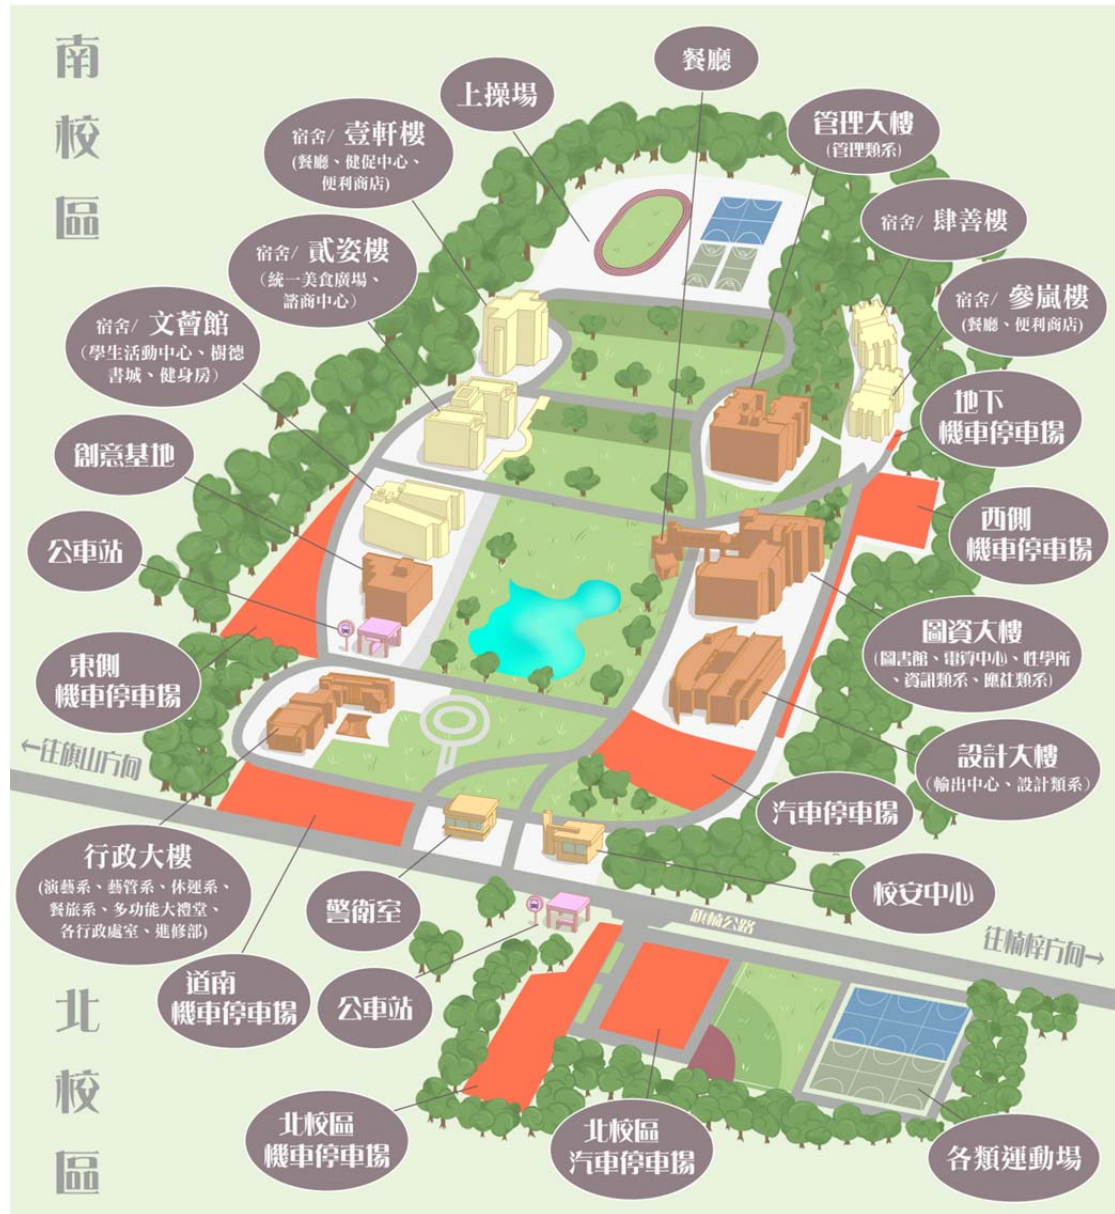 南校區
餐廳
上操場
管理大樓
(管理類系)
宿舍/ 壹軒樓
(餐廳、健促中心、
便利商店)
宿舍/ 肆善樓
宿舍/ 貳姿樓
(統一美食廣場、
諮商中心)
宿舍/ 參嵐樓
(餐廳、便利商店)
宿舍/ 文薈館
(學生活動中心、樹德
書城、健身房)
地下
機車停車場
創意基地
西側
機車停車場
公車站
圖資大樓
(圖書館、電算中心、性學所
、資訊類系、應社類系)
東側
機車停車場
設計大樓
(輸出中心、設計類系)
←往旗山方向
汽車停車場
行政大樓
(演藝系、藝管系、休運系、
餐旅系、多功能大禮堂、
各行政處室、進修部)
警衛室
校安中心
旗楠公路
往楠梓方向→
道南
機車停車場
公車站
北校區
北校區
機車停車場
北校區
汽車停車場
各類運動場